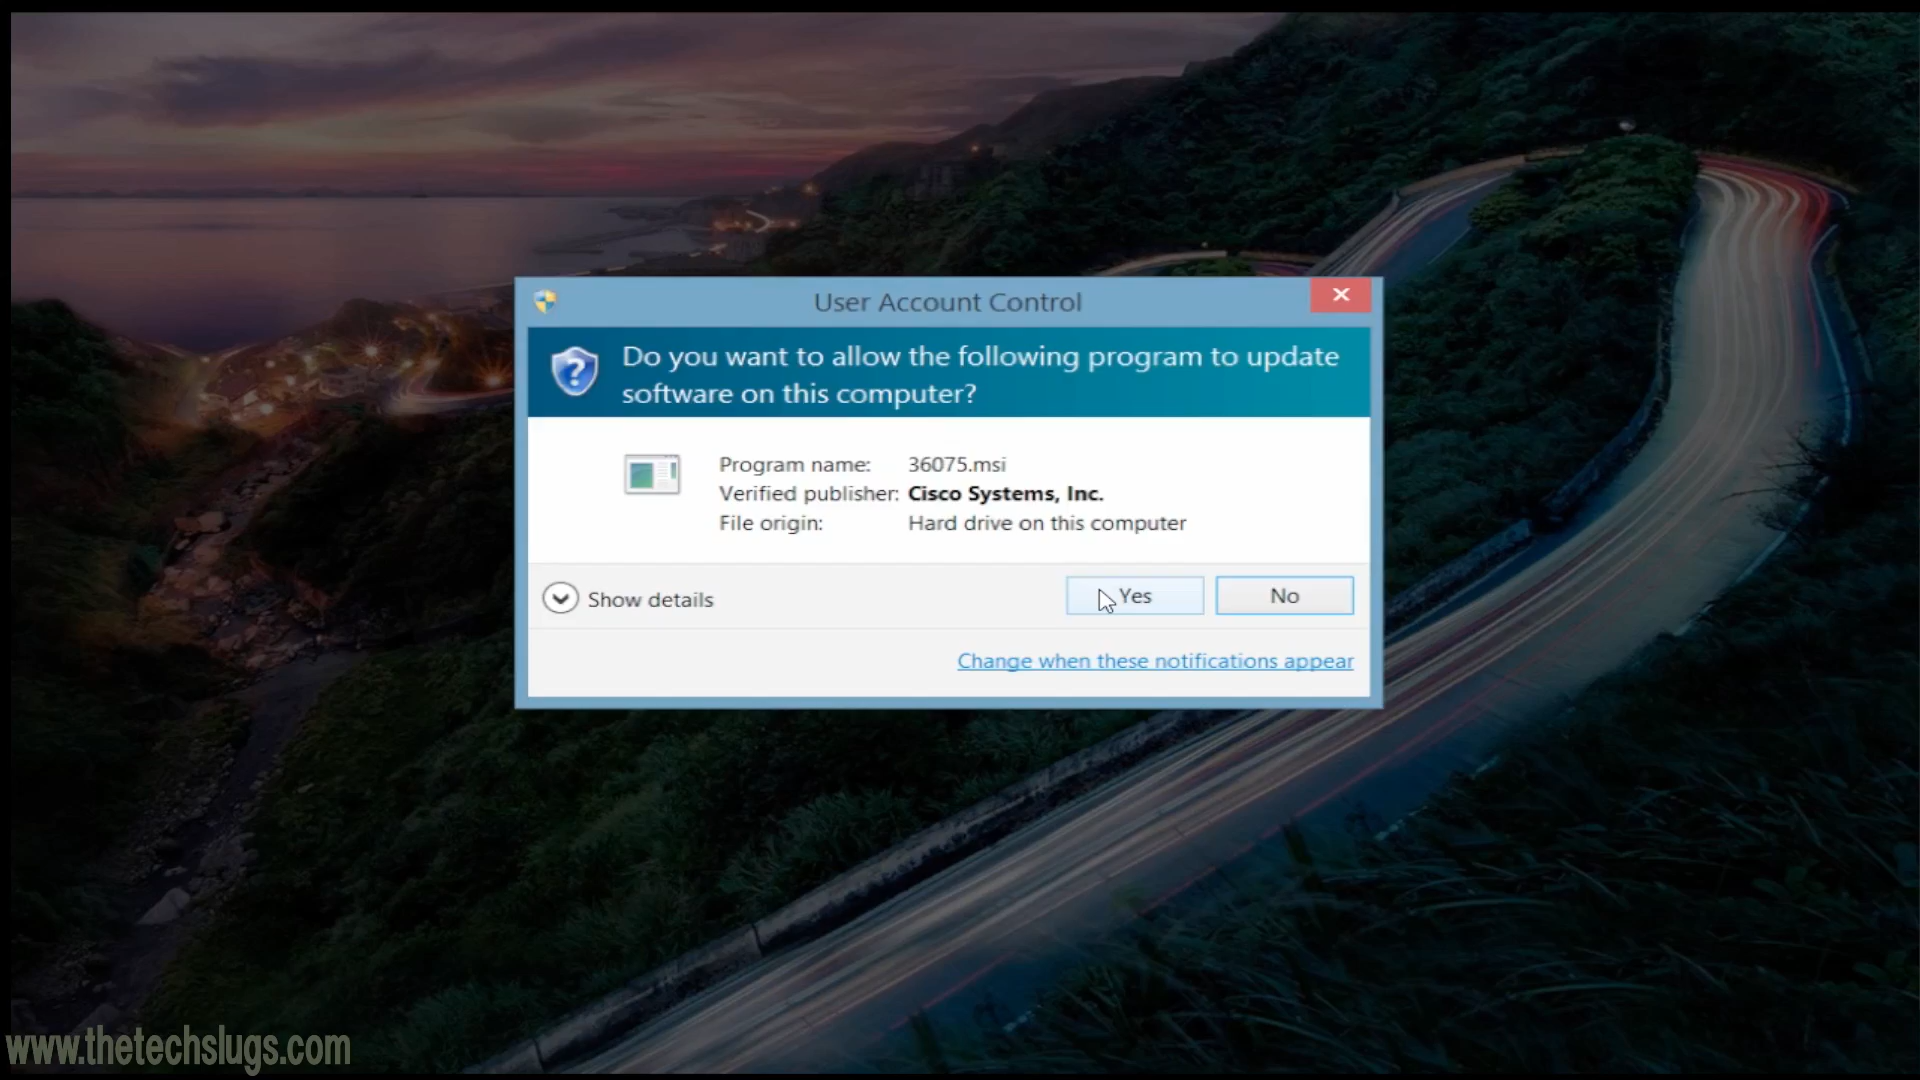 User Account Control
Do you want to allow the following program to update
software on this computer?
Program name: 36075.msi
Verified publisher: Cisco Systems, Inc.
File origin: Hard drive on this computer
Show details
Yes
No
Change when these notifications appear
www.thetechslugs.com